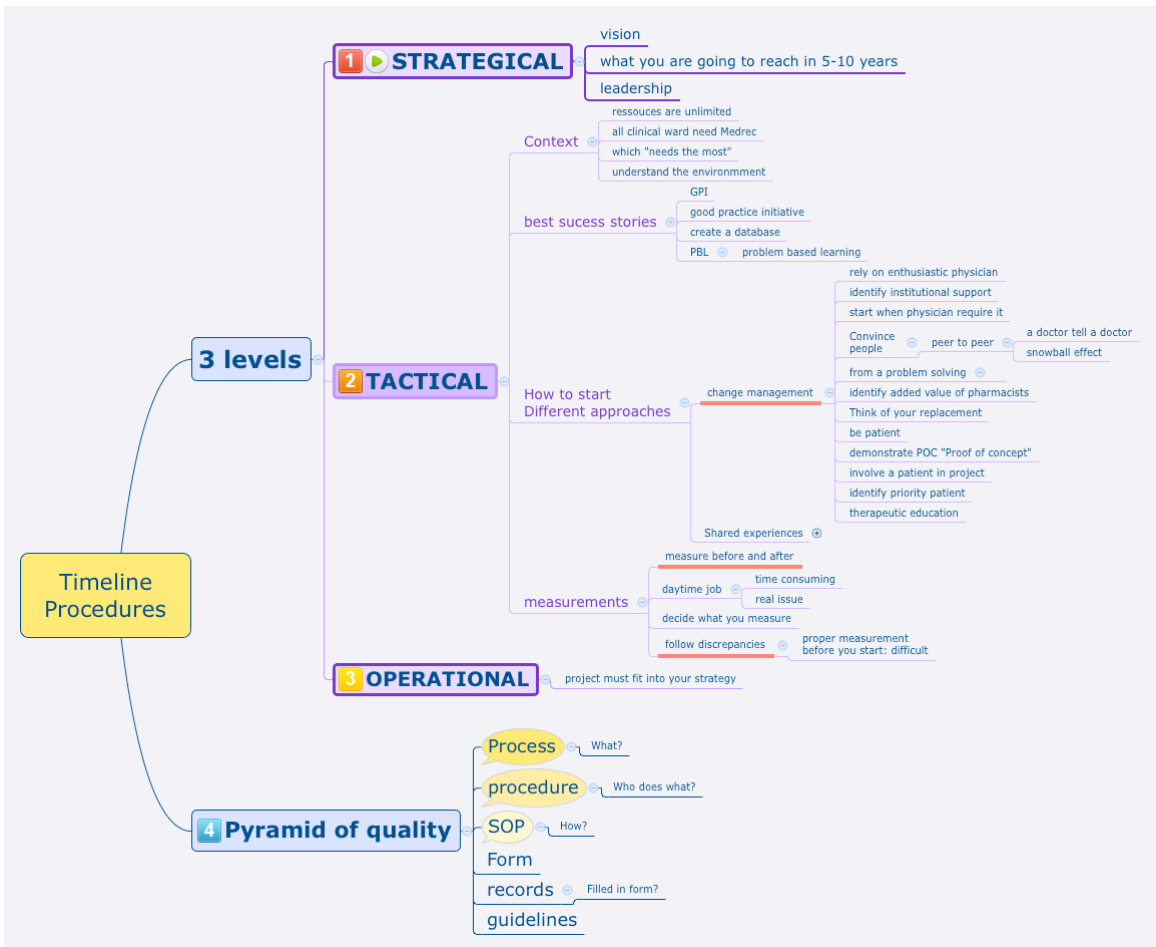 1 STRATEGICAL
vision
what you are going to reach in 5-10 years
leadership
Context
ressouces are unlimited
all clinical ward need Medrec
which "needs the most"
understand the environmment
best sucess stories
GPI
good practice initiative
create a database
PBL
problem based learning
3 levels
2 TACTICAL
How to start
Different approaches
change management
rely on enthusiastic physician
identify institutional support
start when physician require it
Convince
people
peer to peer
a doctor tell a doctor
snowball effect
from a problem solving
identify added value of pharmacists
Think of your replacement
be patient
demonstrate POC "Proof of concept"
involve a patient in project
identify priority patient
therapeutic education
Shared experiences
measurements
measure before and after
daytime job
time consuming
real issue
decide what you measure
follow discrepancies
proper measurement
before you start: difficult
Timeline
Procedures
3 OPERATIONAL
project must fit into your strategy
4 Pyramid of quality
Process
What?
procedure
Who does what?
SOP
How?
Form
records
Filled in form?
guidelines